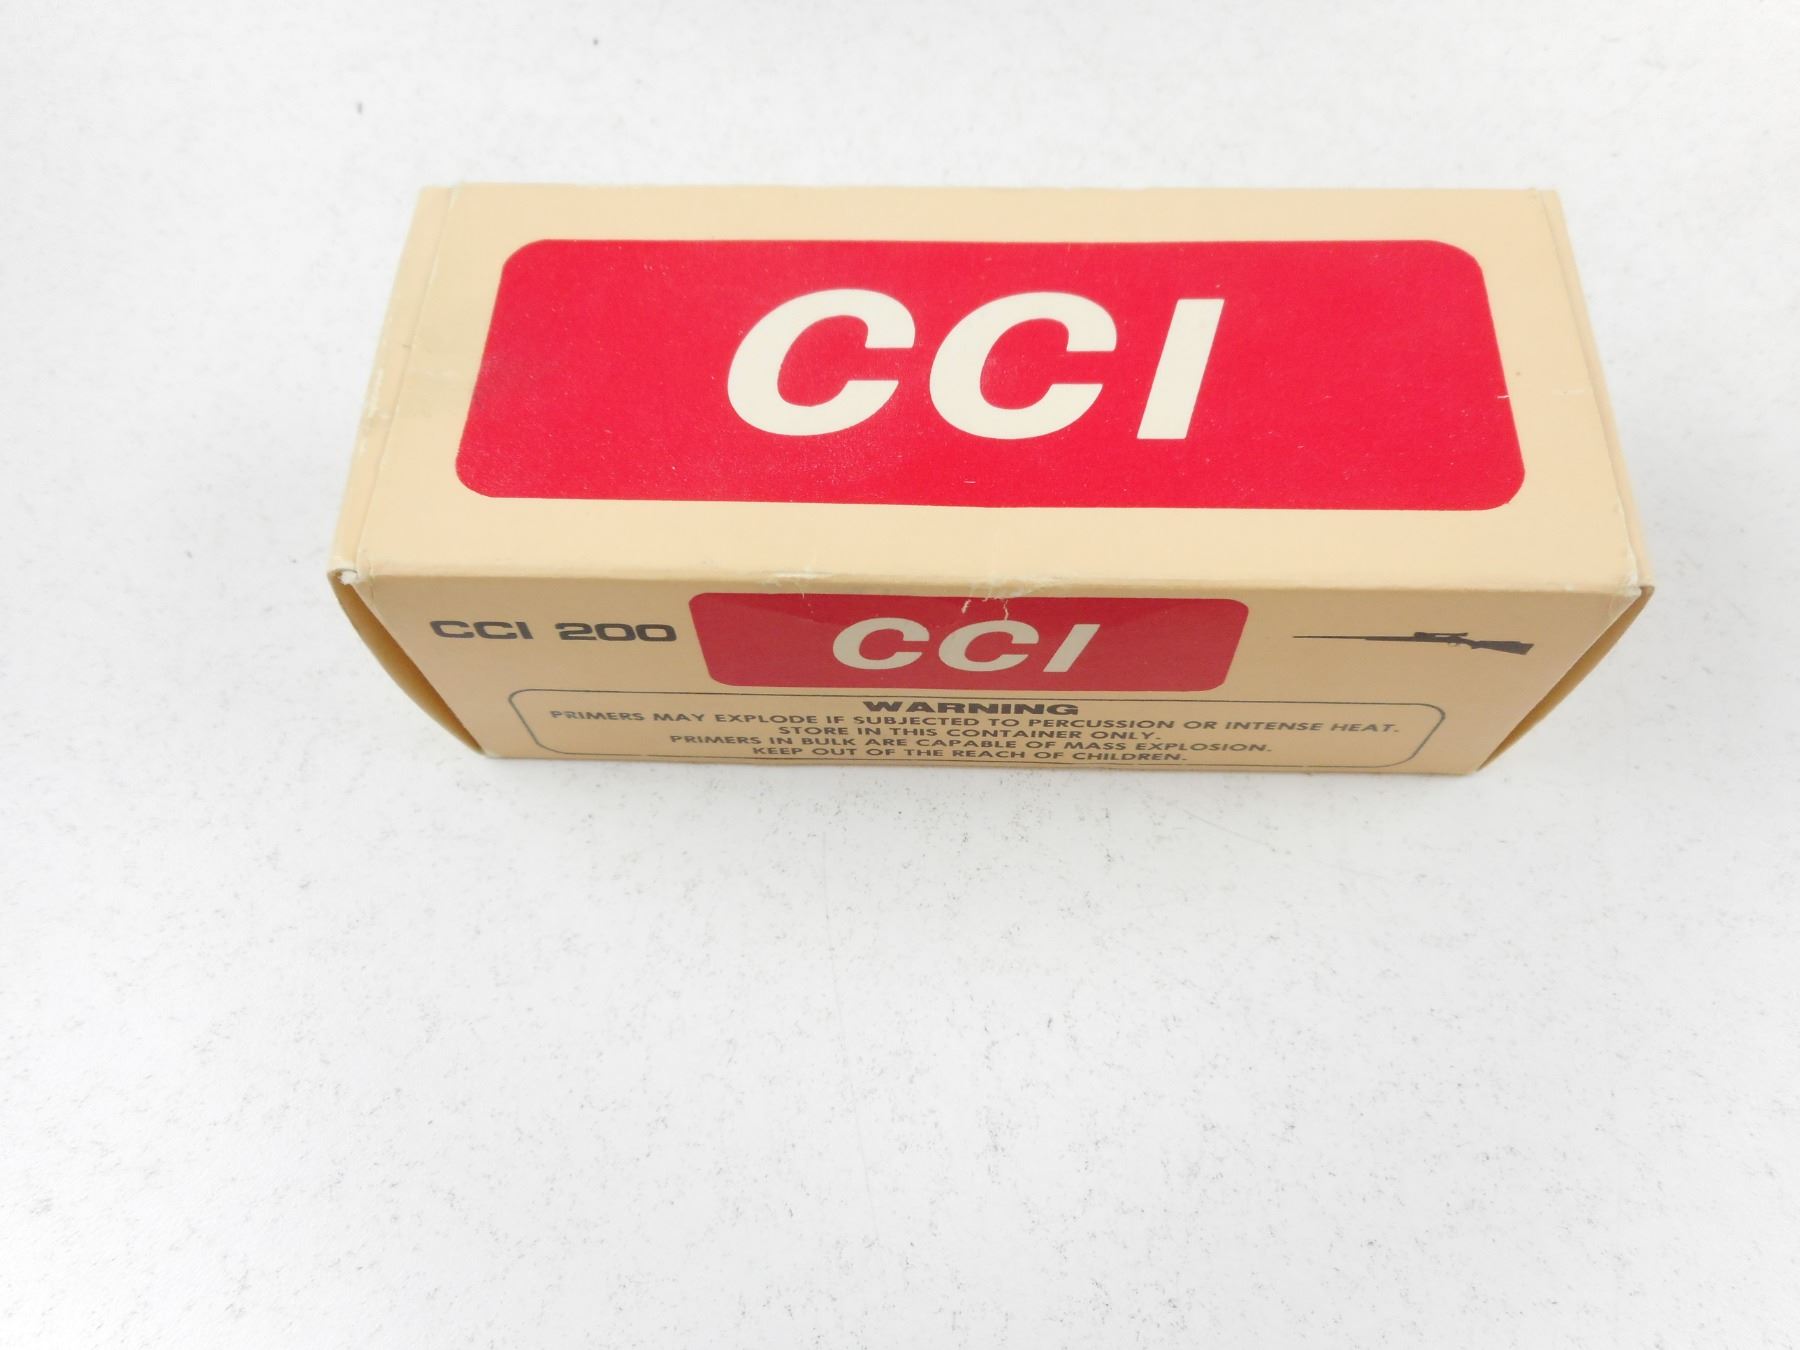 CCI
CCI 200
CCI
WARNING
PRIMERS MAY EXPLODE IF SUBJECTED TO PERCUSSION OR INTENSE HEAT.
STORE IN THIS CONTAINER ONLY.
PRIMERS IN BULK ARE CAPABLE OF MASS EXPLOSION.
KEEP OUT OF THE REACH OF CHILDREN.